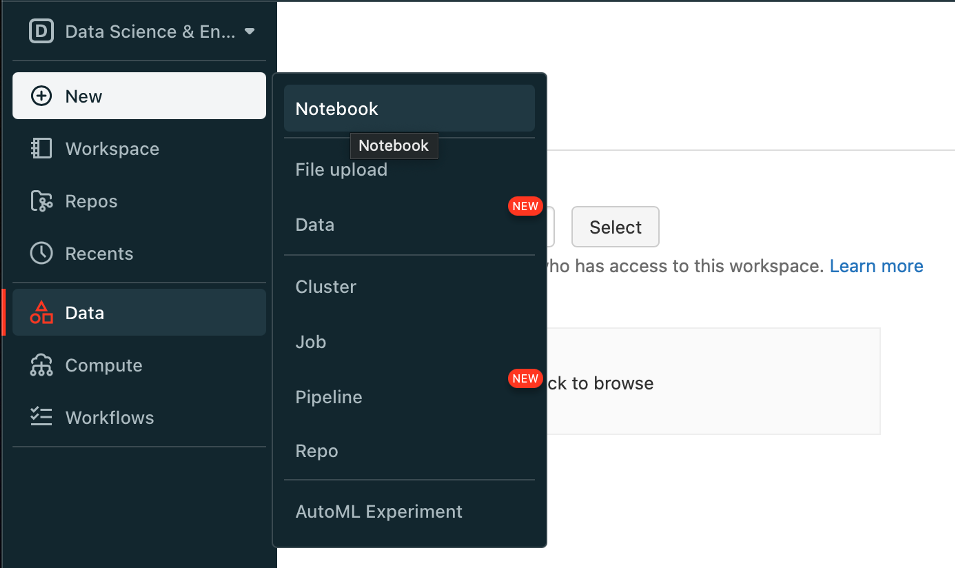 D Data Science & En...
New
Workspace
Repos
Recents
Data
Compute
Workflows
Notebook
Notebook
File upload
NEW
Data
Cluster
Job
NEW
Pipeline
Repo
AutoML Experiment
Select
who has access to this workspace. Learn more
ck to browse